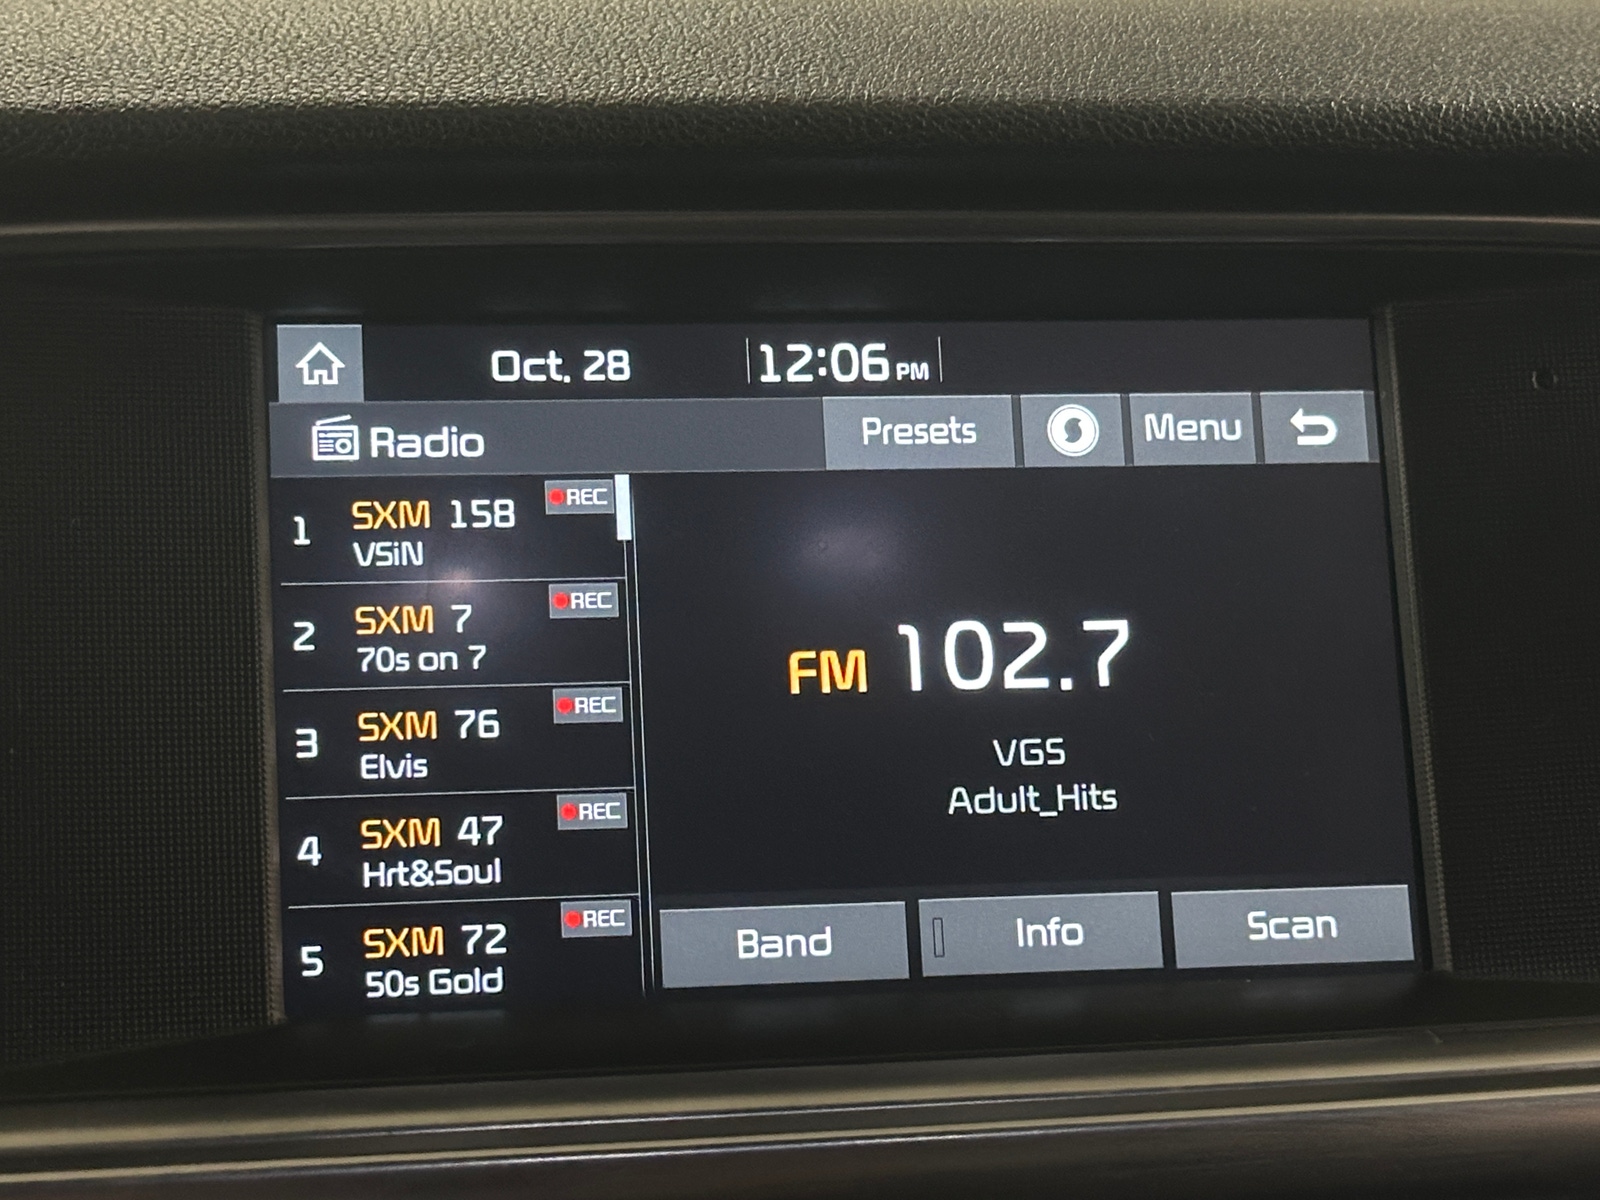 Oct. 28
12:06 PM
Radio
Presets
Menu
1
SXM 158
REC
VSiN
2
SXM 7
REC
70s on 7
3
SXM 76
REC
Elvis
4
SXM 47
REC
Hrt&Soul
5
SXM 72
REC
50s Gold
FM 102.7
VGS
Adult_Hits
Band
Info
Scan